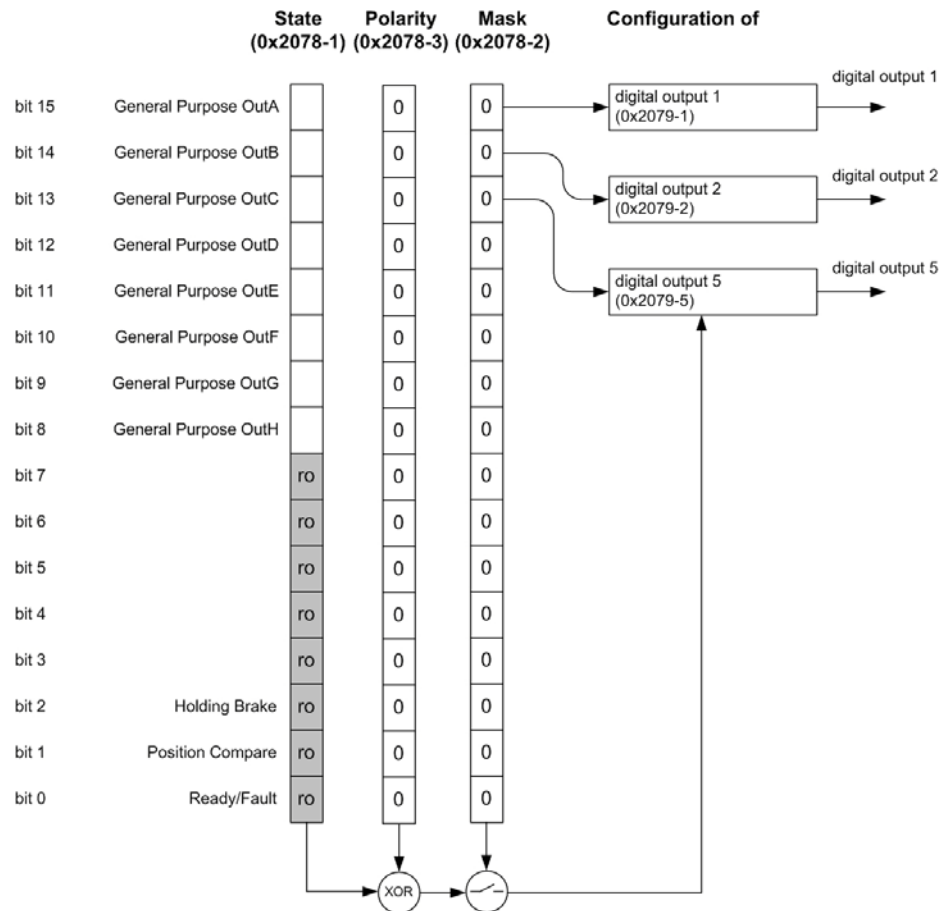 State Polarity Mask Configuration of
(0x2078-1) (0x2078-3) (0x2078-2)
digital output 1
bit 15 General Purpose OutA 0 0 digital output 1
(0x2079-1)
bit 14 General Purpose OutB 0 0
digital output 2
bit 13 General Purpose OutC 0 0 digital output 2
(0x2079-2)
bit 12 General Purpose OutD 0 0
digital output 5
bit 11 General Purpose OutE 0 0 digital output 5
(0x2079-5)
bit 10 General Purpose OutF 0 0
bit 9 General Purpose OutG 0 0
bit 8 General Purpose OutH 0 0
bit 7 ro 0 0
bit 6 ro 0 0
bit 5 ro 0 0
bit 4 ro 0 0
bit 3 ro 0 0
bit 2 Holding Brake ro 0 0
bit 1 Position Compare ro 0 0
bit 0 Ready/Fault ro 0 0
XOR